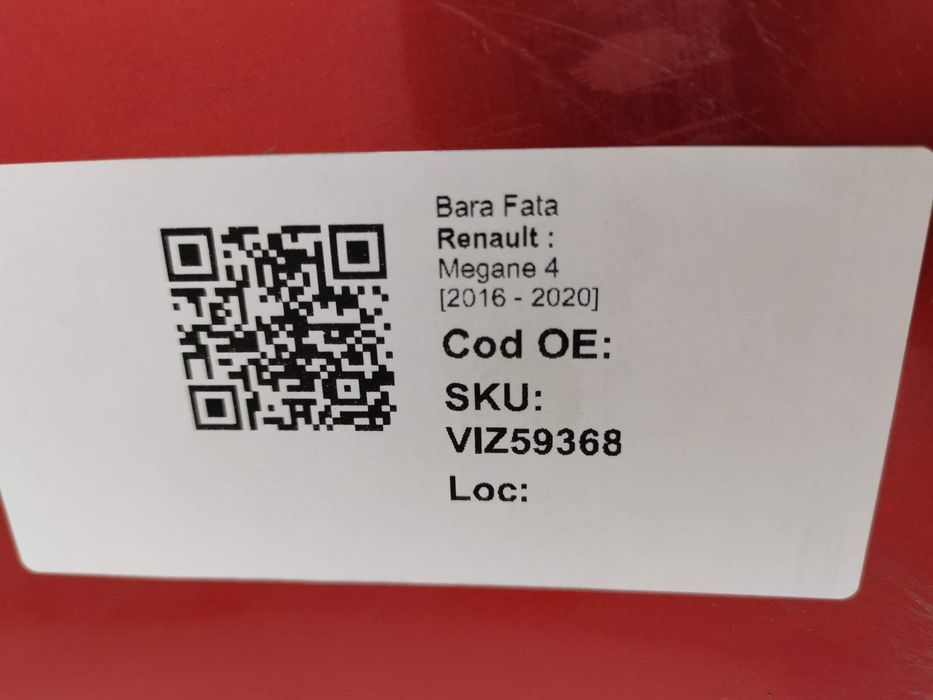 Bara Fata
Renault :
Megane 4
[2016 - 2020]
Cod OE:
SKU:
VIZ59368
Loc: